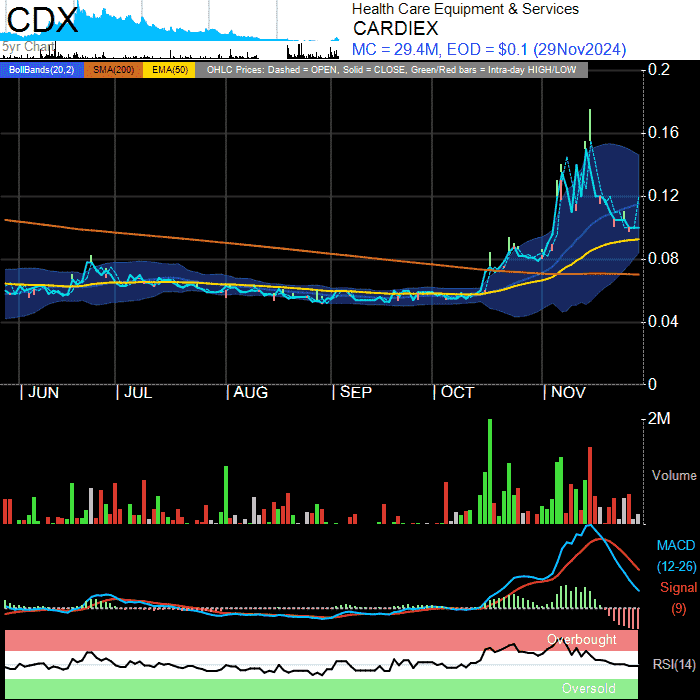 CDX
Health Care Equipment & Services
CARDIEX
5yr Chart
MC = 29.4M, EOD = $0.1 (29Nov2024)
BollBands(20,2) SMA(200) EMA(50) OHLC Prices: Dashed = OPEN, Solid = CLOSE, Green/Red bars = Intra-day HIGH/LOW
0.2
0.16
0.12
0.08
0.04
0
| JUN | JUL | AUG | SEP | OCT | NOV
2M
Volume
MACD
(12-26)
Signal
(9)
Overbought
RSI(14)
Oversold